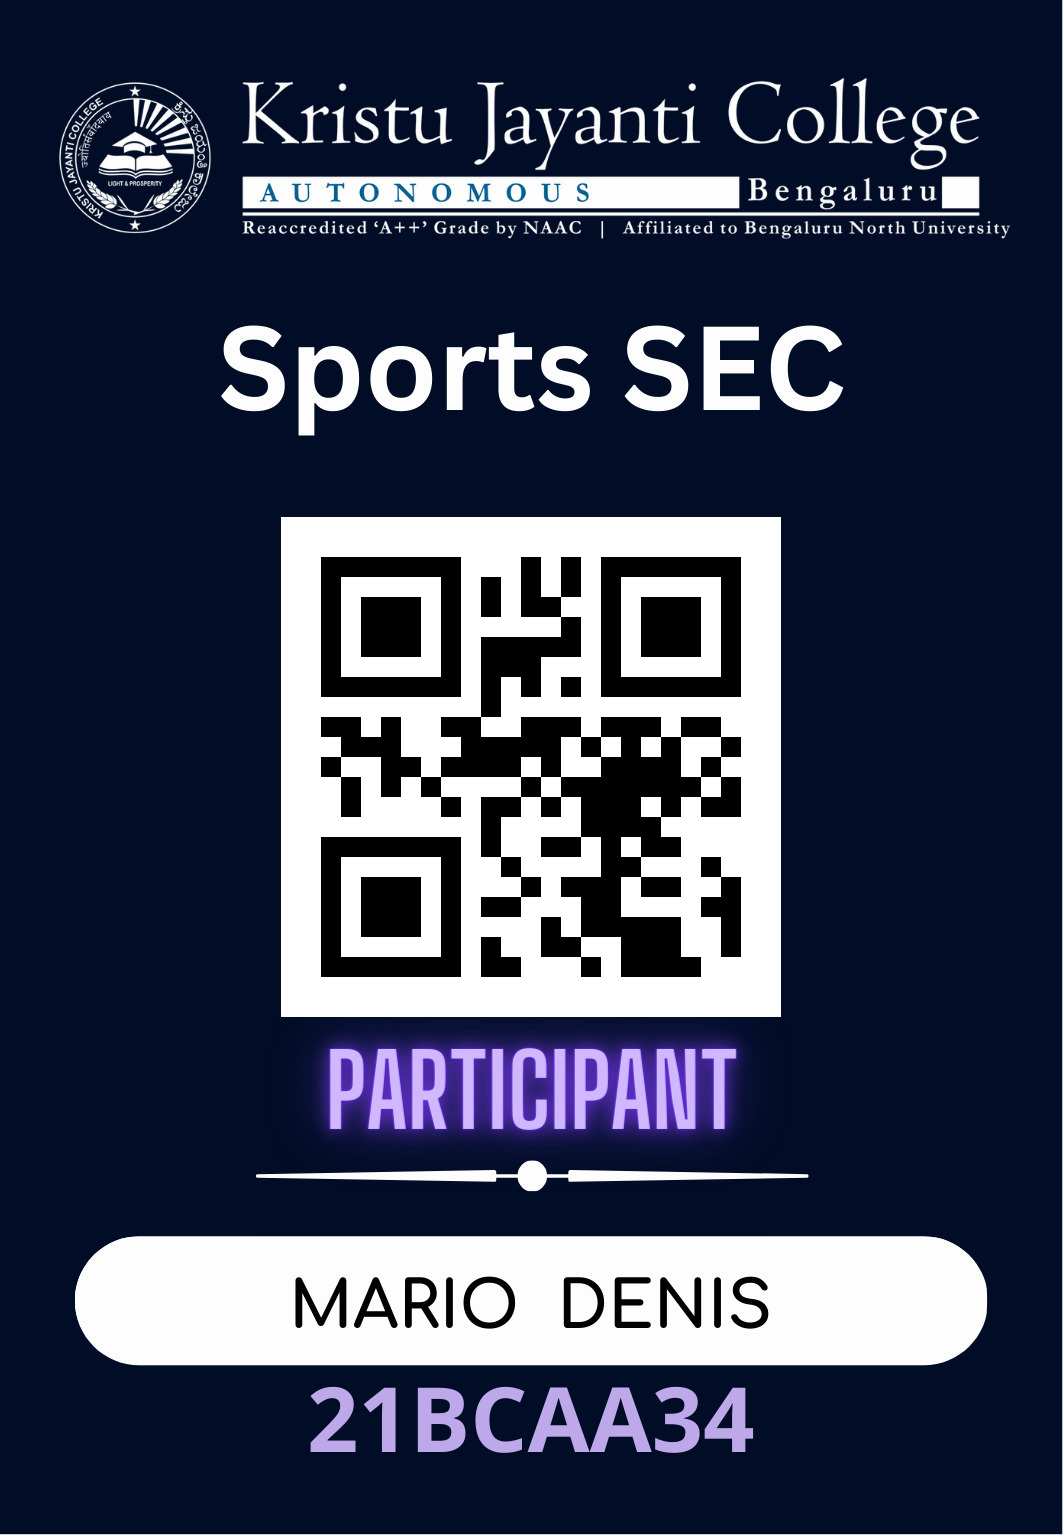 KRISTU JAYANTI COLLEGE
LIGHT & PROSPERITY
Kristu Jayanti College
AUTONOMOUS
Bengaluru
Reaccredited ‘A++’ Grade by NAAC | Affiliated to Bengaluru North University
Sports SEC
PARTICIPANT
MARIO DENIS
21BCAA34